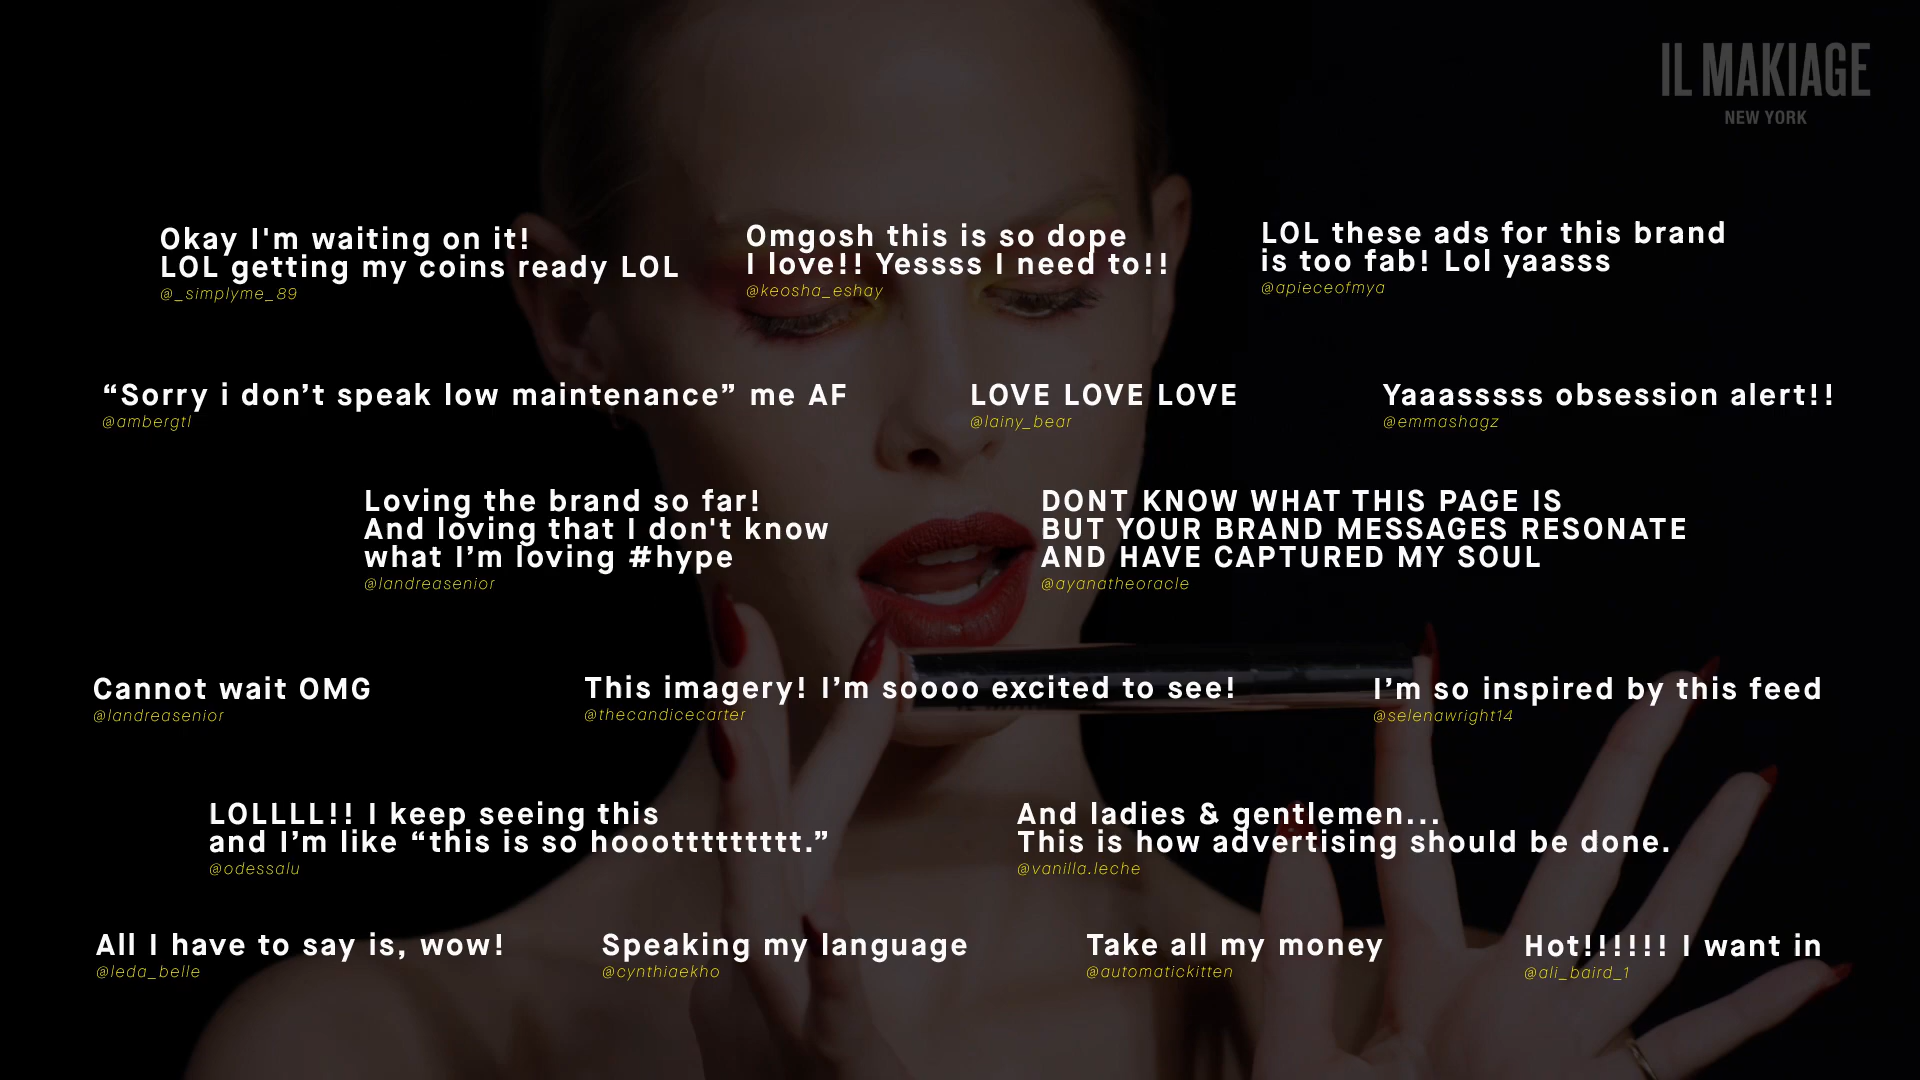 IL MAKIAGE
NEW YORK
Okay I'm waiting on it!
LOL getting my coins ready LOL
@_simplyme_89
Omgosh this is so dope
I love!! Yessss I need to!!
@keosha_eshay
LOL these ads for this brand
is too fab! Lol yaasss
@apieceofmya
“Sorry i don’t speak low maintenance” me AF
@ambergtl
LOVE LOVE LOVE
@lainy_bear
Yaaasssss obsession alert!!
@emmashagz
Loving the brand so far!
And loving that I don't know
what I’m loving #hype
@landreasenior
DONT KNOW WHAT THIS PAGE IS
BUT YOUR BRAND MESSAGES RESONATE
AND HAVE CAPTURED MY SOUL
@ayanatheoracle
Cannot wait OMG
@landreasenior
This imagery! I’m soooo excited to see!
@thecandicecarter
I’m so inspired by this feed
@selenawright14
LOLLLL!! I keep seeing this
and I’m like “this is so hooottttttttt.”
@odessalu
And ladies & gentlemen...
This is how advertising should be done.
@vanilla.leche
All I have to say is, wow!
@leda_belle
Speaking my language
@cynthiaekho
Take all my money
@automatickitten
Hot!!!!!! I want in
@ali_baird_1